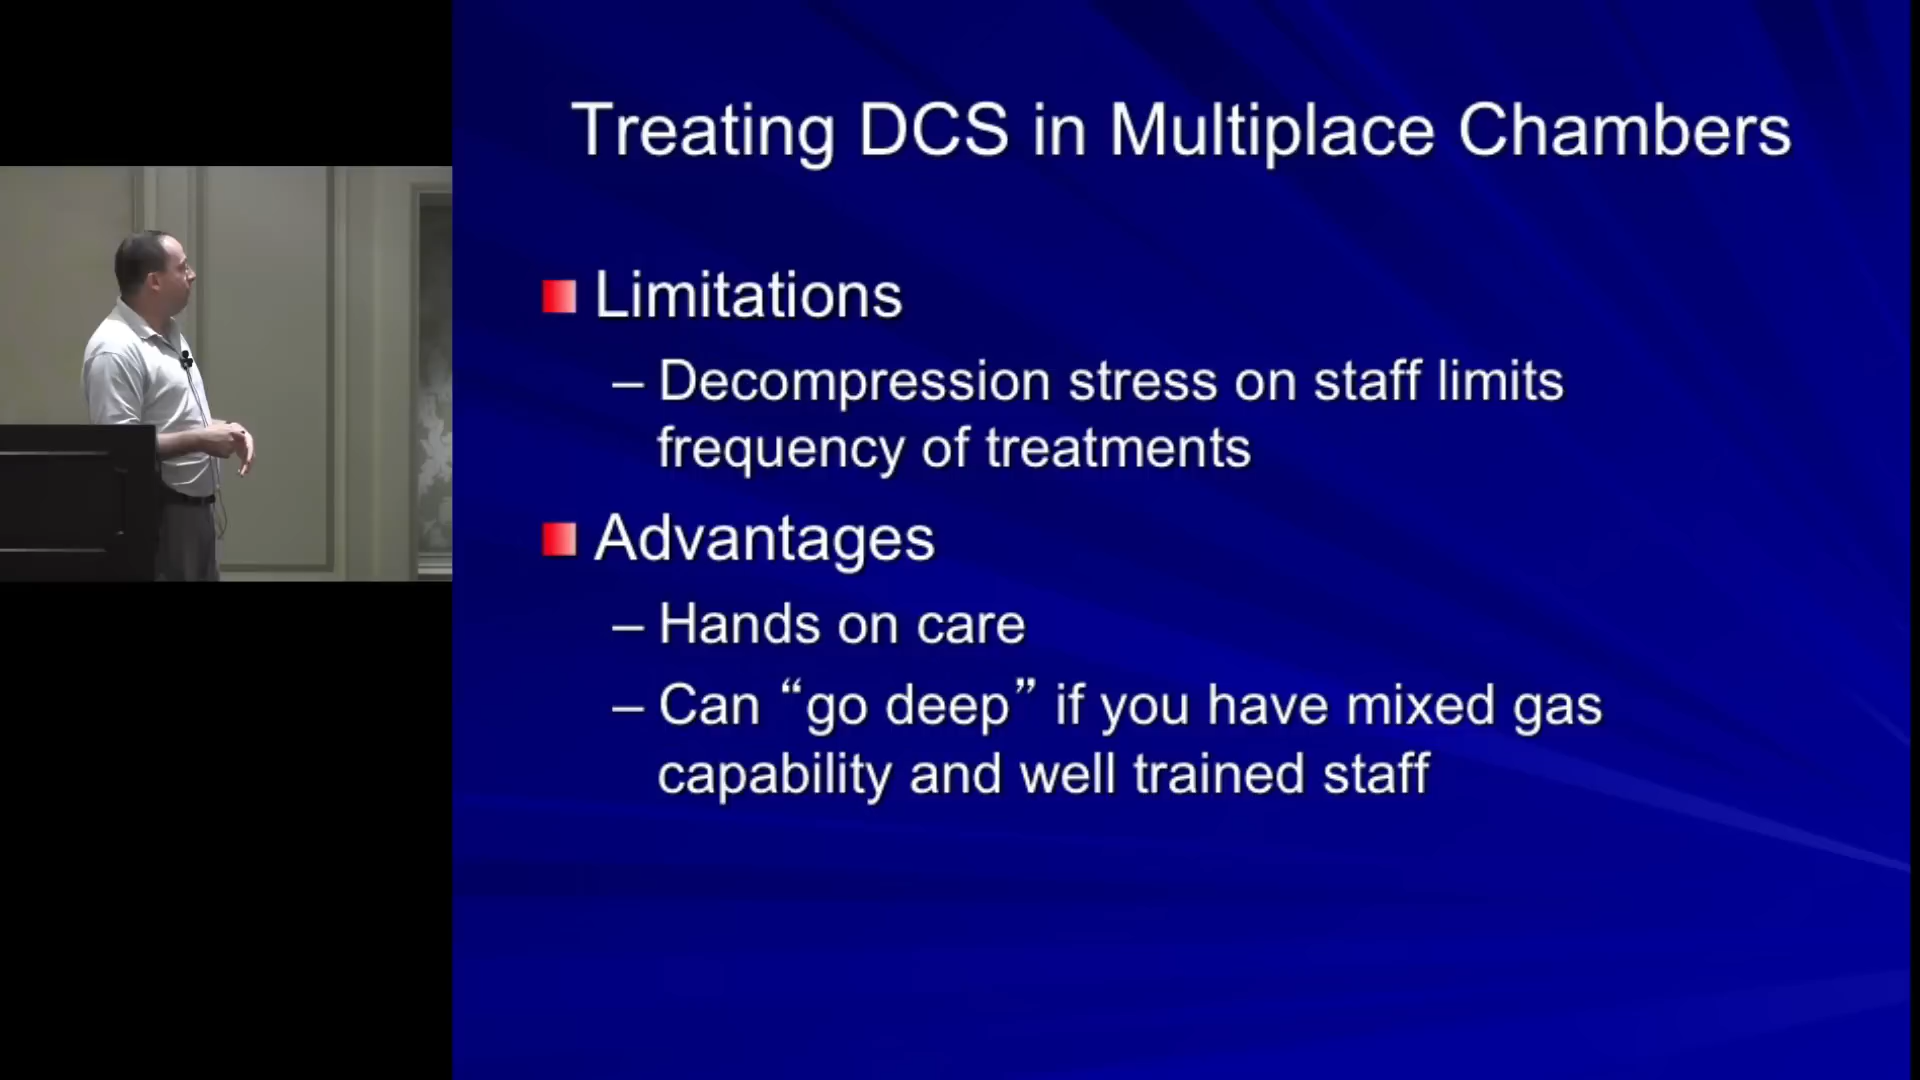 Treating DCS in Multiplace Chambers
Limitations
– Decompression stress on staff limits
frequency of treatments
Advantages
– Hands on care
– Can “go deep” if you have mixed gas
capability and well trained staff